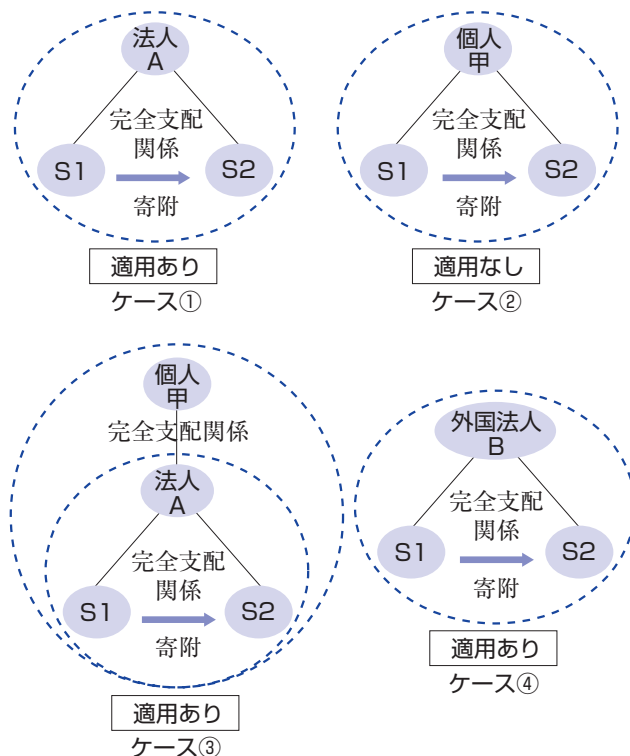 法人
A
完全支配
関係
S1
S2
寄附
適用あり
ケース①
個人
甲
完全支配
関係
S1
S2
寄附
適用なし
ケース②
個人
甲
完全支配関係
法人
A
完全支配
関係
S1
S2
寄附
適用あり
ケース③
外国法人
B
完全支配
関係
S1
S2
寄附
適用あり
ケース④